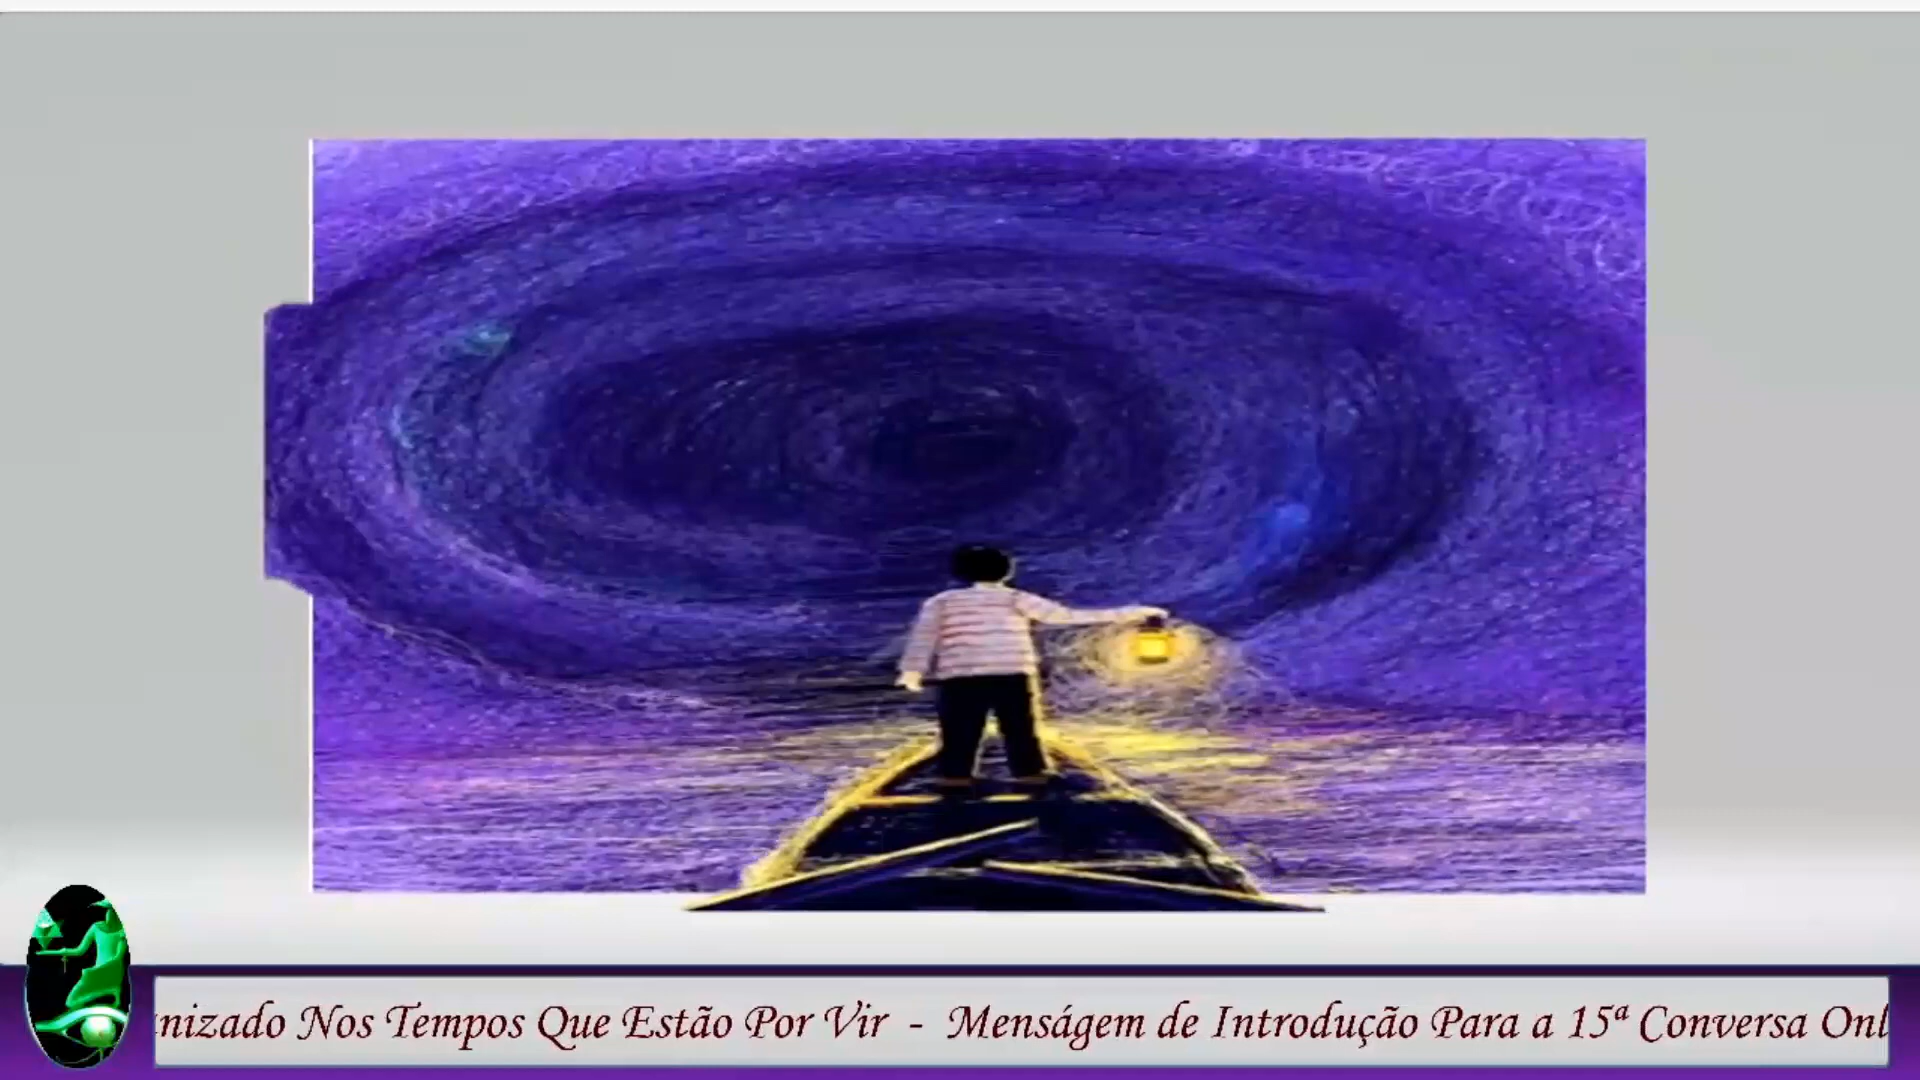 nizado Nos Tempos Que Estão Por Vir - Menságem de Introdução Para a 15ª Conversa Onl